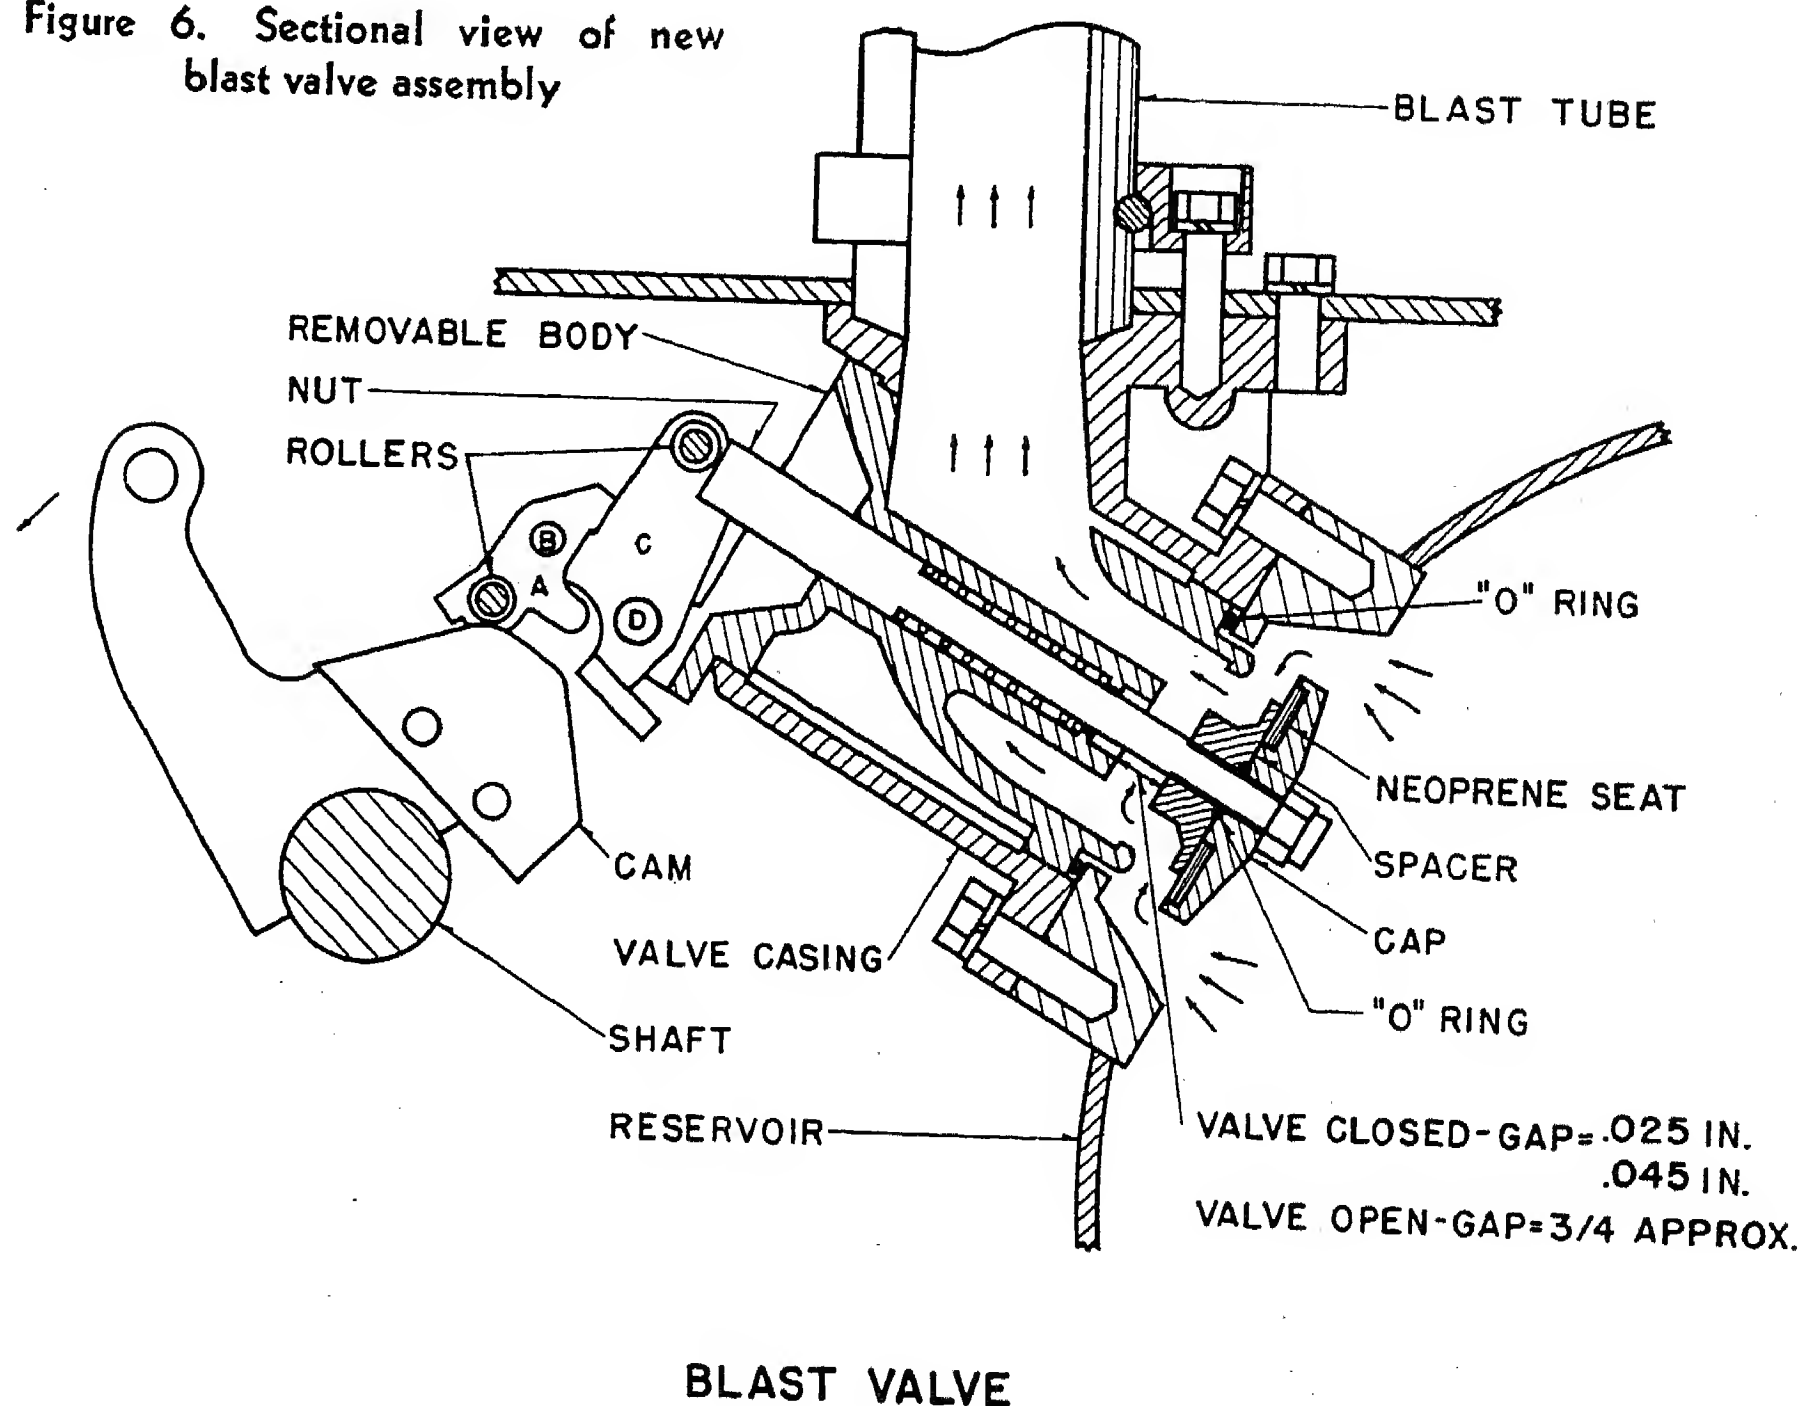 Figure 6. Sectional view of new
blast valve assembly
BLAST TUBE
REMOVABLE BODY
NUT
ROLLERS
B
C
A
D
"O" RING
NEOPRENE SEAT
CAM
SPACER
CAP
VALVE CASING
"O" RING
SHAFT
RESERVOIR
VALVE CLOSED-GAP=.025 IN.
.045 IN.
VALVE OPEN-GAP=3/4 APPROX.
BLAST VALVE